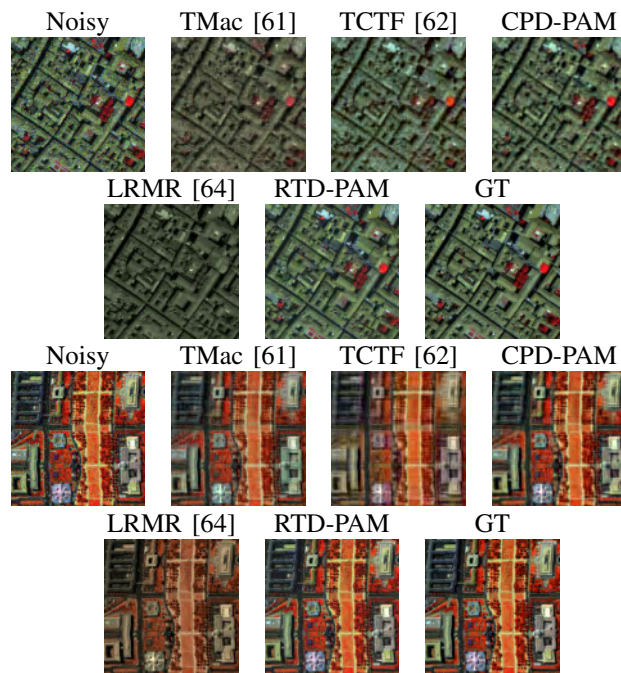 Noisy TMac [61] TCTF [62] CPD-PAM
LRMR [64] RTD-PAM GT
Noisy TMac [61] TCTF [62] CPD-PAM
LRMR [64] RTD-PAM GT